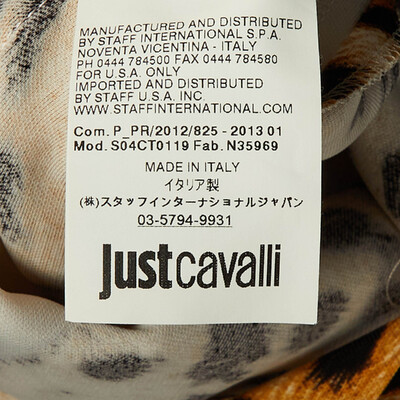 MANUFACTURED AND DISTRIBUTED
BY STAFF INTERNATIONAL S.P.A.
NOVENTA VICENTINA - ITALY
PH 0444 784500 FAX 0444 784580
FOR U.S.A. ONLY
IMPORTED AND DISTRIBUTED
BY STAFF U.S.A. INC.
WWW.STAFFINTERNATIONAL.COM
Com. P_PR/2012/825 - 2013 01
Mod. S04CT0119 Fab. N35969
MADE IN ITALY
イタリア製
(株)スタッフインターナショナルジャパン
03-5794-9931
justcavalli